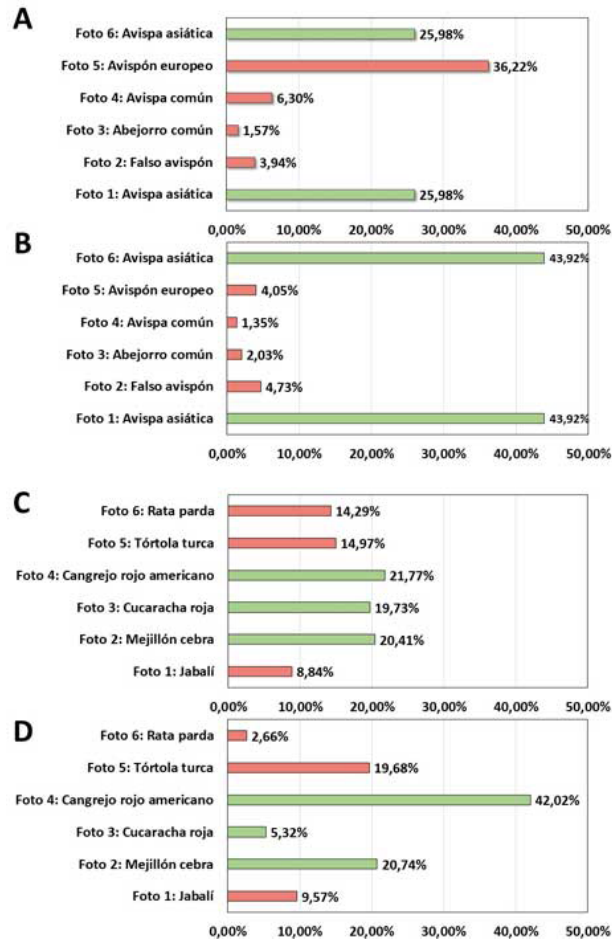 A
Foto 6: Avispa asiática 25,98%
Foto 5: Avispón europeo 36,22%
Foto 4: Avispa común 6,30%
Foto 3: Abejorro común 1,57%
Foto 2: Falso avispón 3,94%
Foto 1: Avispa asiática 25,98%
0,00% 10,00% 20,00% 30,00% 40,00% 50,00%
B
Foto 6: Avispa asiática 43,92%
Foto 5: Avispón europeo 4,05%
Foto 4: Avispa común 1,35%
Foto 3: Abejorro común 2,03%
Foto 2: Falso avispón 4,73%
Foto 1: Avispa asiática 43,92%
0,00% 10,00% 20,00% 30,00% 40,00% 50,00%
C
Foto 6: Rata parda 14,29%
Foto 5: Tórtola turca 14,97%
Foto 4: Cangrejo rojo americano 21,77%
Foto 3: Cucaracha roja 19,73%
Foto 2: Mejillón cebra 20,41%
Foto 1: Jabalí 8,84%
0,00% 10,00% 20,00% 30,00% 40,00% 50,00%
D
Foto 6: Rata parda 2,66%
Foto 5: Tórtola turca 19,68%
Foto 4: Cangrejo rojo americano 42,02%
Foto 3: Cucaracha roja 5,32%
Foto 2: Mejillón cebra 20,74%
Foto 1: Jabalí 9,57%
0,00% 10,00% 20,00% 30,00% 40,00% 50,00%